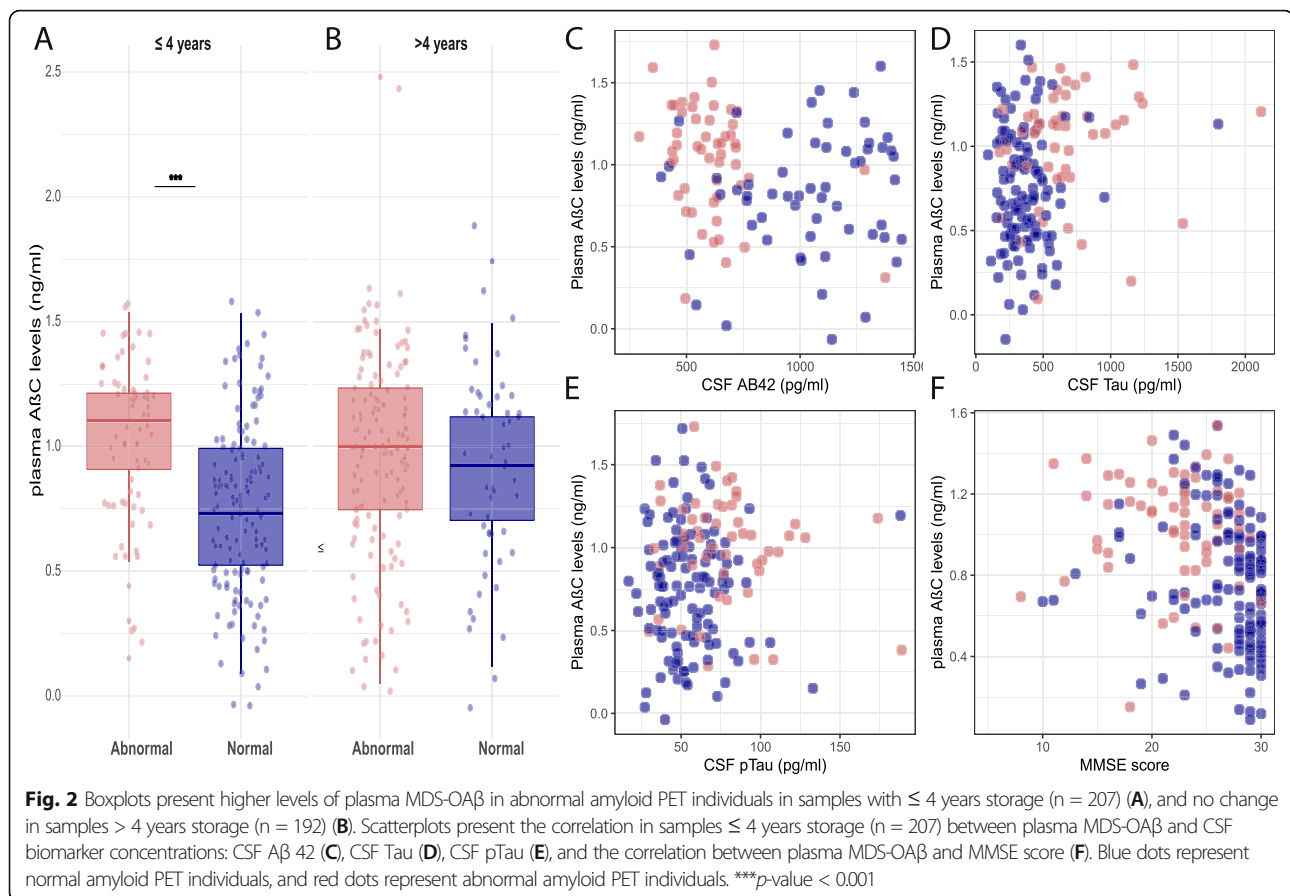 A
≤ 4 years
B
>4 years
plasma AßC levels (ng/ml)
2.5
2.0
1.5
1.0
0.5
0.0
***
≤
Abnormal
Normal
Abnormal
Normal
C
Plasma AßC levels (ng/ml)
1.5
1.0
0.5
0.0
500
1000
1500
CSF AB42 (pg/ml)
D
Plasma AßC levels (ng/ml)
1.5
1.0
0.5
0.0
0
500
1000
1500
2000
CSF Tau (pg/ml)
E
Plasma AßC levels (ng/ml)
1.5
1.0
0.5
0.0
50
100
150
CSF pTau (pg/ml)
F
plasma AßC levels (ng/ml)
1.6
1.2
0.8
0.4
10
20
30
MMSE score
Fig. 2 Boxplots present higher levels of plasma MDS-OAβ in abnormal amyloid PET individuals in samples with ≤ 4 years storage (n = 207) (A), and no change
in samples > 4 years storage (n = 192) (B). Scatterplots present the correlation in samples ≤ 4 years storage (n = 207) between plasma MDS-OAβ and CSF
biomarker concentrations: CSF Aβ 42 (C), CSF Tau (D), CSF pTau (E), and the correlation between plasma MDS-OAβ and MMSE score (F). Blue dots represent
normal amyloid PET individuals, and red dots represent abnormal amyloid PET individuals. ***p-value < 0.001